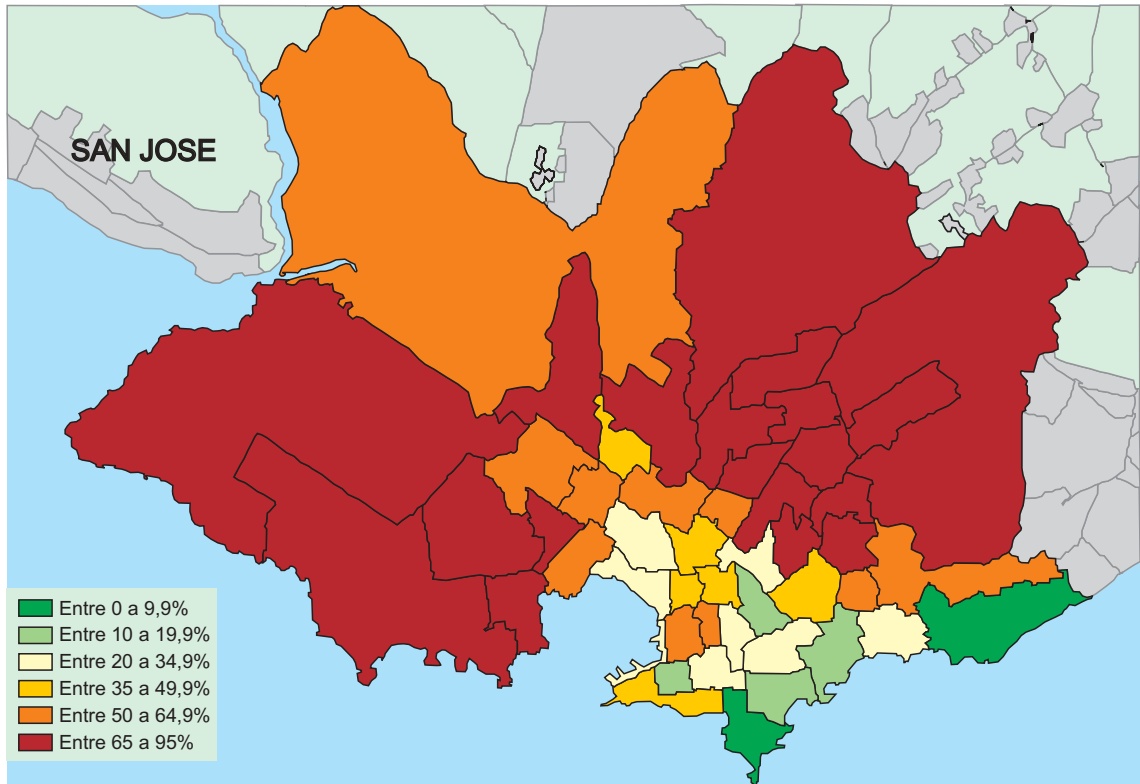 SAN JOSE
Entre 0 a 9,9%
Entre 10 a 19,9%
Entre 20 a 34,9%
Entre 35 a 49,9%
Entre 50 a 64,9%
Entre 65 a 95%